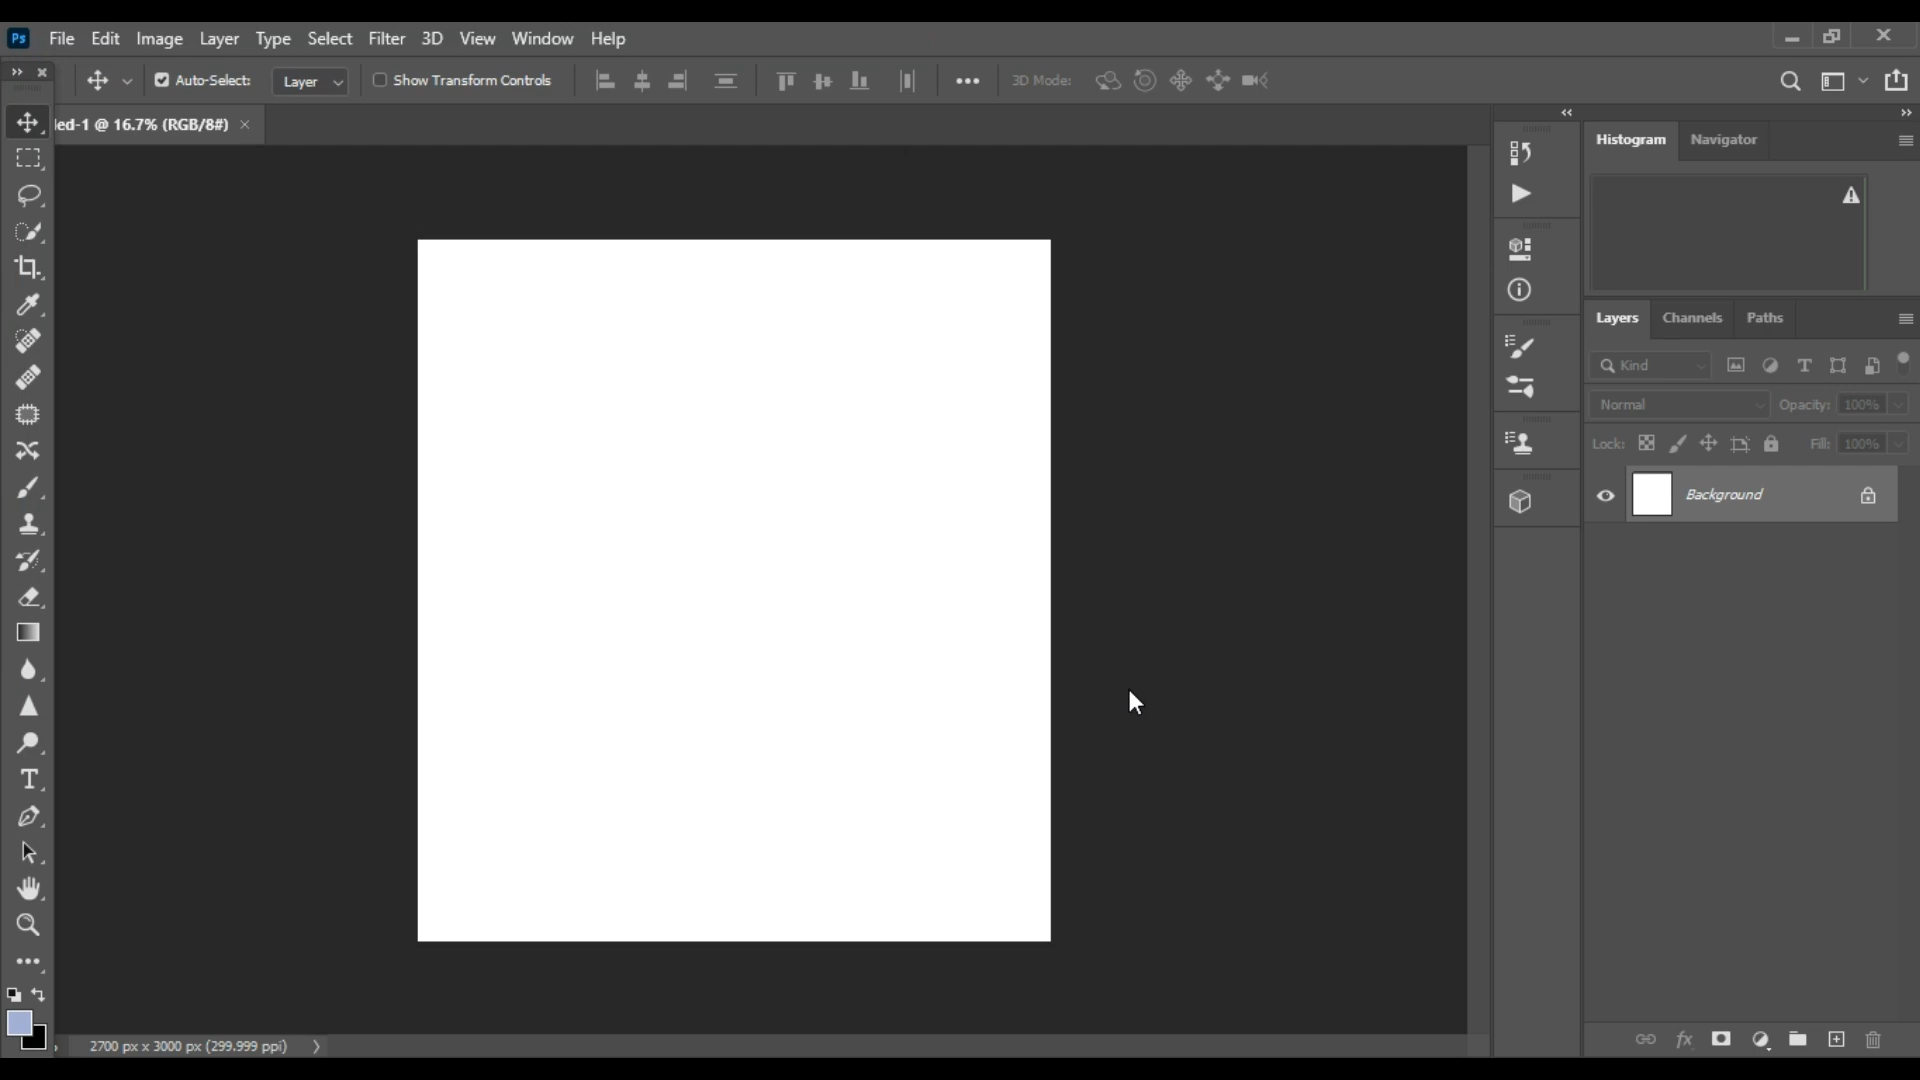 Ps File Edit Image Layer Type Select Filter 3D View Window Help
Auto-Select: Layer Show Transform Controls 3D Mode:
led-1 @ 16.7% (RGB/8#)
Histogram Navigator
Layers Channels Paths
Kind
Normal Opacity: 100%
Lock: Fill: 100%
Background
fx
2700 px x 3000 px (299.999 ppi)